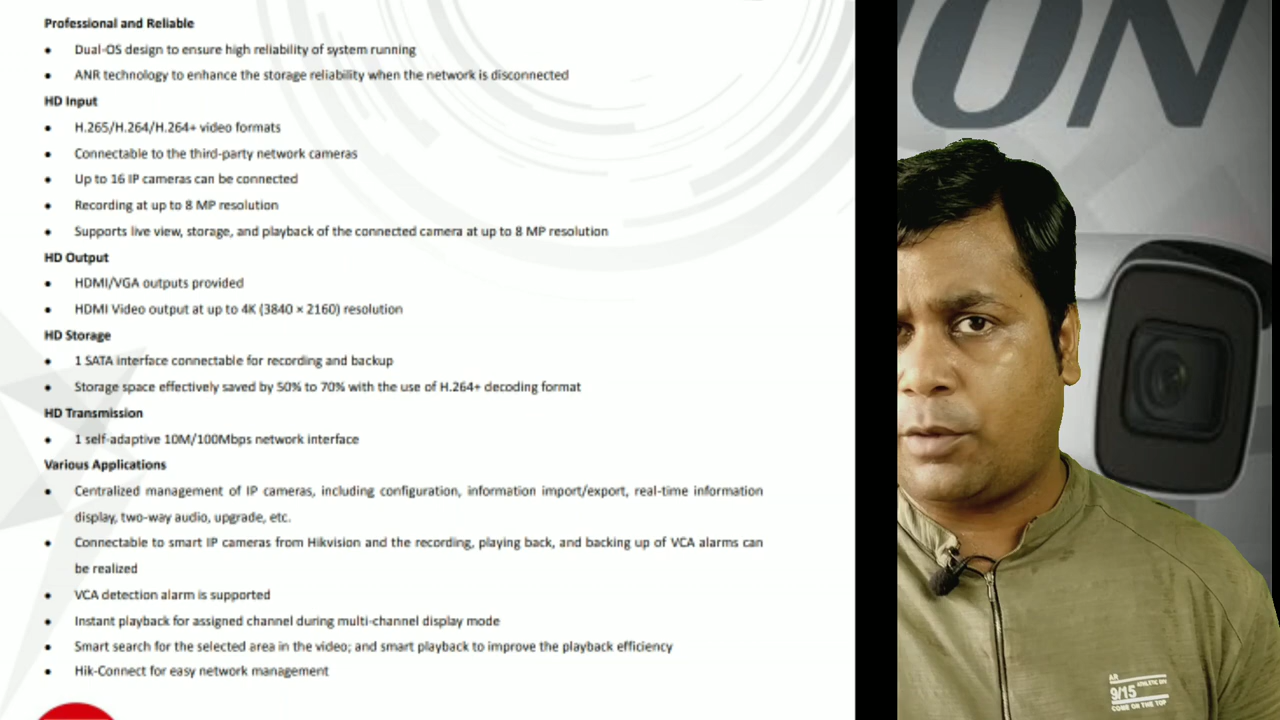 Professional and Reliable
Dual-OS design to ensure high reliability of system running
ANR technology to enhance the storage reliability when the network is disconnected
HD Input
H.265/H.264/H.264+ video formats
Connectable to the third-party network cameras
Up to 16 IP cameras can be connected
Recording at up to 8 MP resolution
Supports live view, storage, and playback of the connected camera at up to 8 MP resolution
HD Output
HDMI/VGA outputs provided
HDMI Video output at up to 4K (3840 × 2160) resolution
HD Storage
1 SATA interface connectable for recording and backup
Storage space effectively saved by 50% to 70% with the use of H.264+ decoding format
HD Transmission
1 self-adaptive 10M/100Mbps network interface
Various Applications
Centralized management of IP cameras, including configuration, information import/export, real-time information
display, two-way audio, upgrade, etc.
Connectable to smart IP cameras from Hikvision and the recording, playing back, and backing up of VCA alarms can
be realized
VCA detection alarm is supported
Instant playback for assigned channel during multi-channel display mode
Smart search for the selected area in the video; and smart playback to improve the playback efficiency
Hik-Connect for easy network management
ON
AR
9/15
COME ON THE TOP